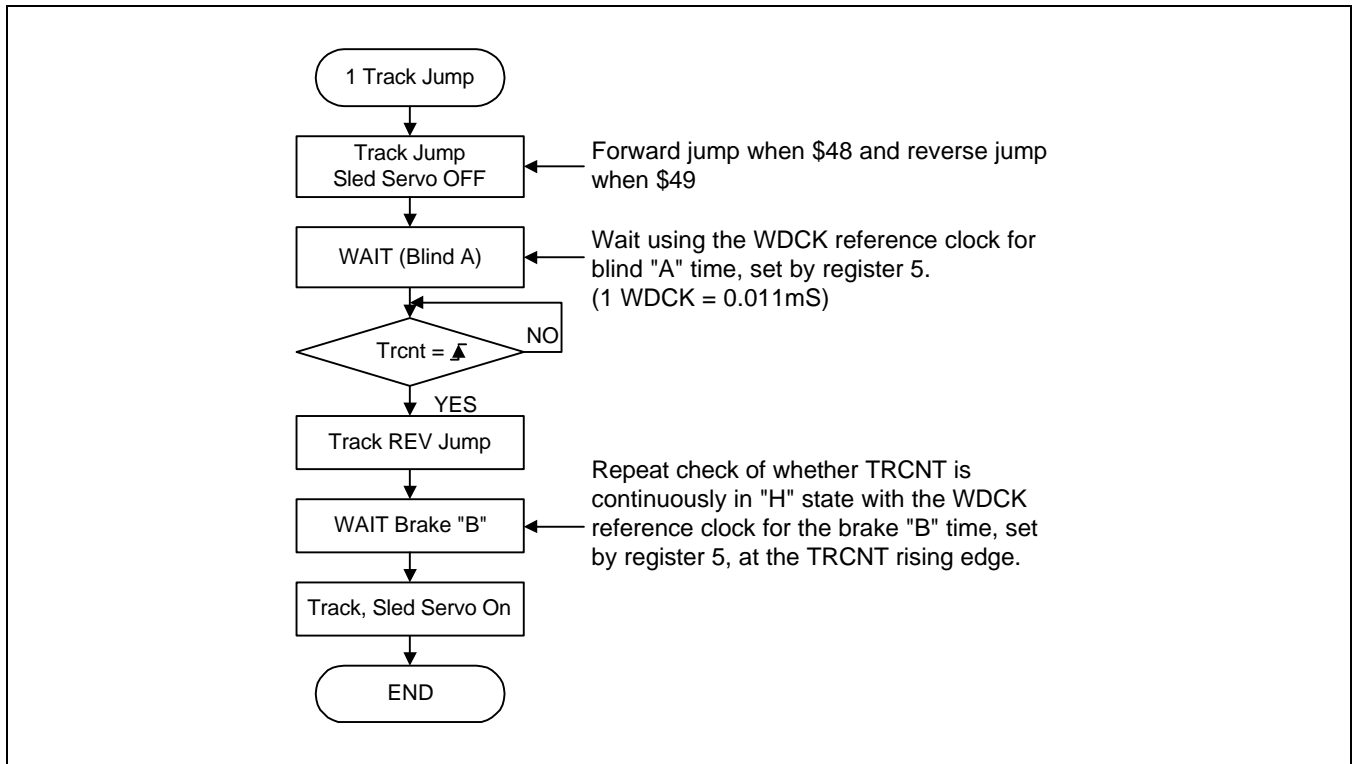 1 Track Jump
Track Jump
Sled Servo OFF
Forward jump when $48 and reverse jump
when $49
WAIT (Blind A)
Wait using the WDCK reference clock for
blind "A" time, set by register 5.
(1 WDCK = 0.011mS)
Trcnt =
NO
YES
Track REV Jump
WAIT Brake "B"
Repeat check of whether TRCNT is
continuously in "H" state with the WDCK
reference clock for the brake "B" time, set
by register 5, at the TRCNT rising edge.
Track, Sled Servo On
END